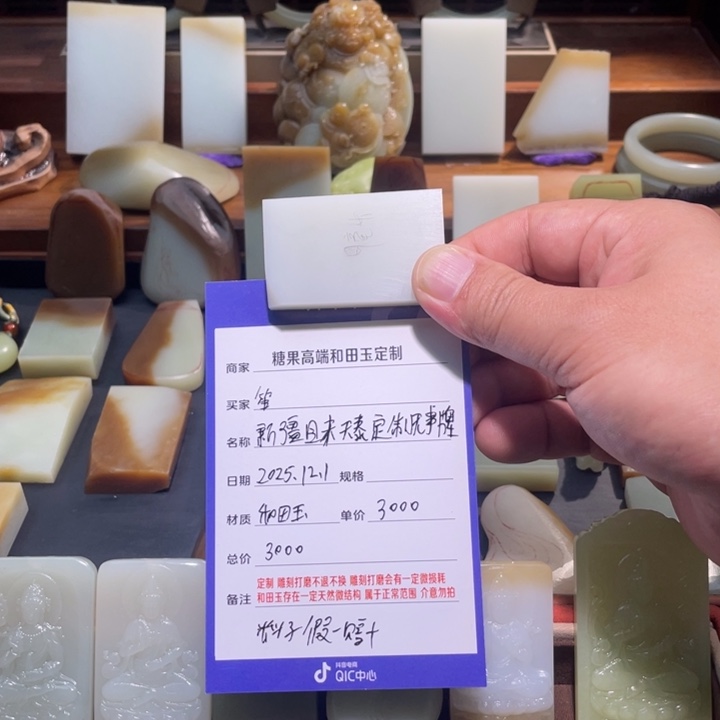 商家 糖果高端和田玉定制
买家
名称 新疆且末天泰定制无事牌
日期 2025.12.1 规格
材质 和田玉 单价 3000
总价 3000
定制 雕刻打磨不退不换 雕刻打磨会有一定微损耗
备注 和田玉存在一定天然微结构 属于正常范围 介意勿拍
料子假一赔十
抖音电商
QIC中心